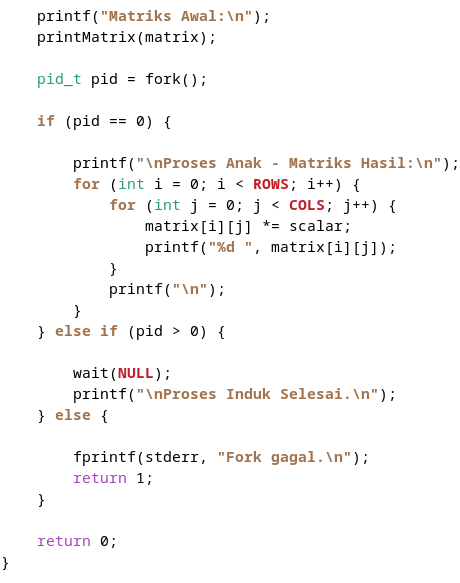 printf("Matriks Awal:\n");
    printMatrix(matrix);

    pid_t pid = fork();

    if (pid == 0) {

        printf("\nProses Anak - Matriks Hasil:\n");
        for (int i = 0; i < ROWS; i++) {
            for (int j = 0; j < COLS; j++) {
                matrix[i][j] *= scalar;
                printf("%d ", matrix[i][j]);
            }
            printf("\n");
        }
    } else if (pid > 0) {

        wait(NULL);
        printf("\nProses Induk Selesai.\n");
    } else {

        fprintf(stderr, "Fork gagal.\n");
        return 1;
    }

    return 0;
}